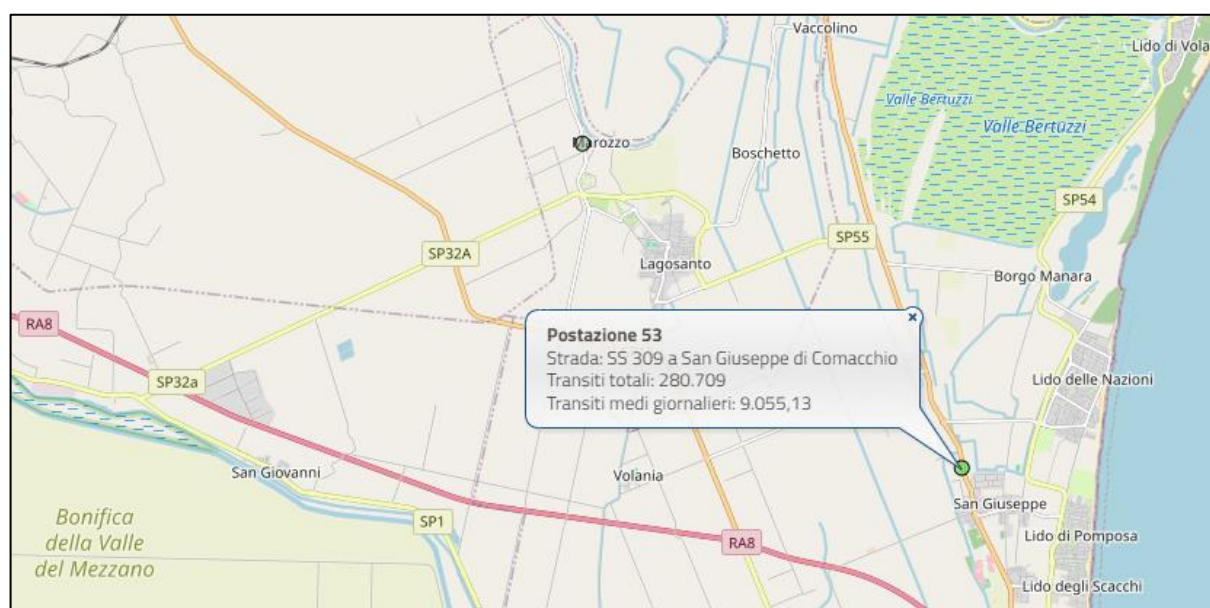 Vaccolino
Lido di Vola
Valle Bertuzzi
Valle Bertuzzi
Marozzo
Boschetto
SP54
SP32A
SP55
Lagosanto
Borgo Manara
RA8
Postazione 53
Strada: SS 309 a San Giuseppe di Comacchio
Transiti totali: 280.709
Transiti medi giornalieri: 9.055,13
SP32a
Lido delle Nazioni
San Giovanni
Volania
San Giuseppe
SP1
Bonifica
della Valle
del Mezzano
RA8
Lido di Pomposa
Lido degli Scacchi